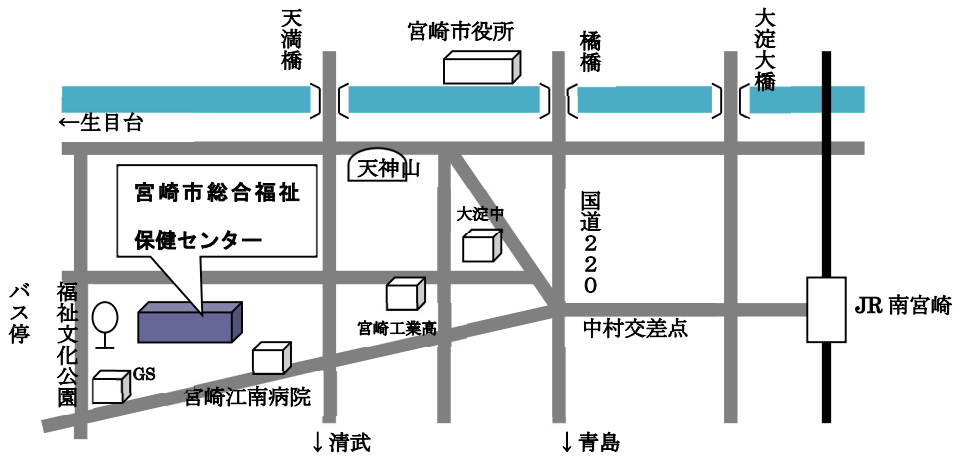 天満橋
宮崎市役所
橘橋
大淀大橋
←生目台
天神山
宮崎市総合福祉
保健センター
大淀中
国道220
バス停
福祉文化公園
宮崎工業高
中村交差点
JR 南宮崎
GS
宮崎江南病院
↓清武
↓青島